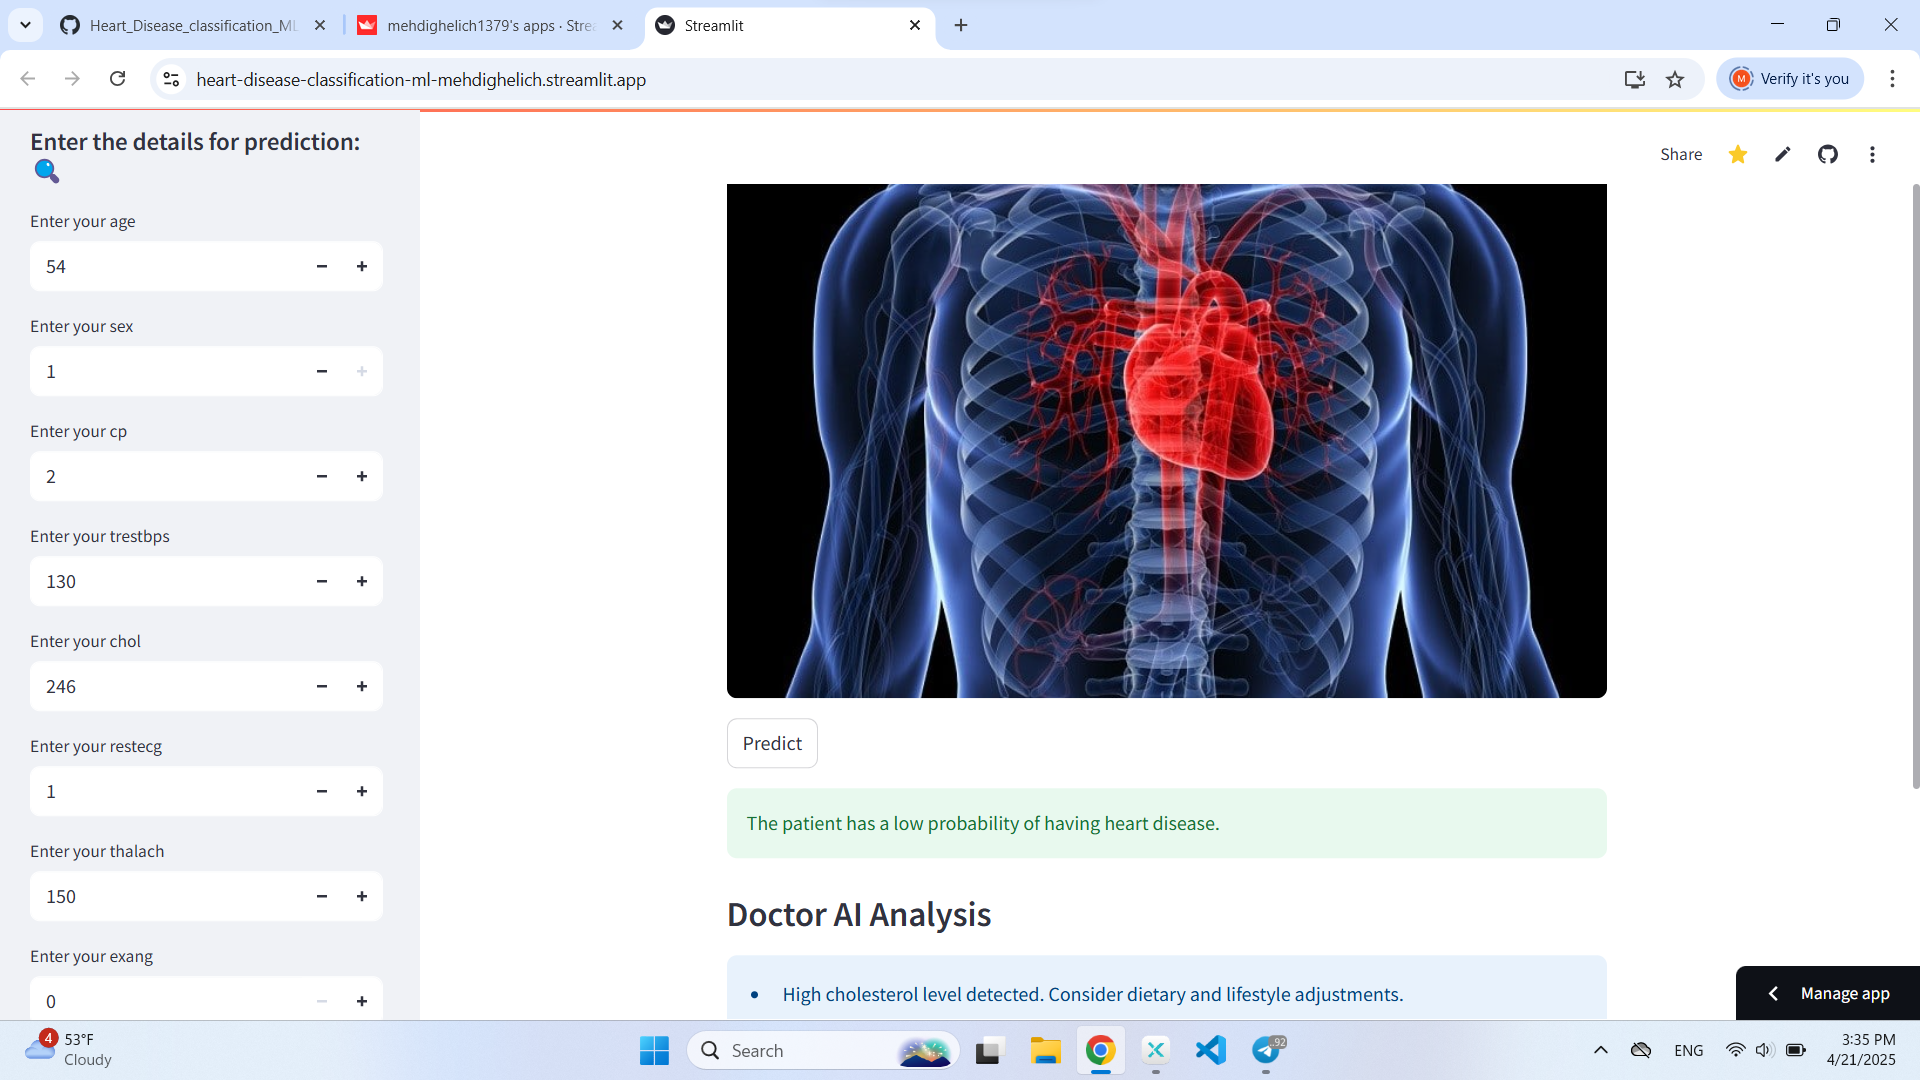 Heart_Disease_classification_ML
mehdighelich1379's apps · Strea
Streamlit
heart-disease-classification-ml-mehdighelich.streamlit.app
M
Verify it's you
Enter the details for prediction:
Share
Enter your age
54
Enter your sex
1
Enter your cp
2
Enter your trestbps
130
Enter your chol
246
Enter your restecg
1
Enter your thalach
150
Enter your exang
0
Predict
The patient has a low probability of having heart disease.
Doctor AI Analysis
• High cholesterol level detected. Consider dietary and lifestyle adjustments.
Manage app
4
53°F
Cloudy
Search
92
ENG
3:35 PM
4/21/2025